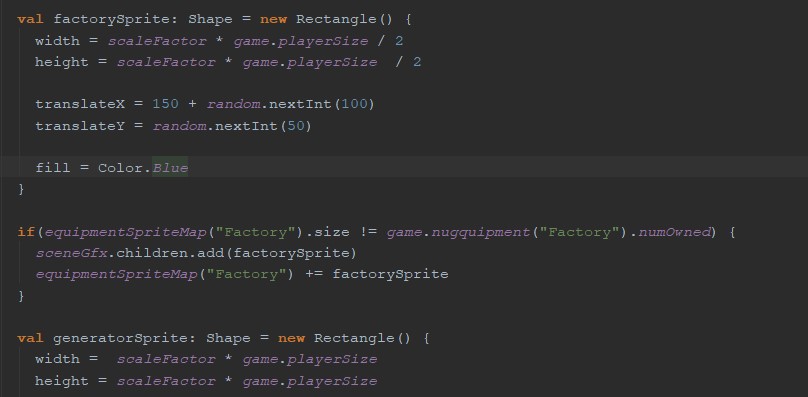 val factorySprite: Shape = new Rectangle() {
width = scaleFactor * game.playerSize / 2
height = scaleFactor * game.playerSize  / 2
translateX = 150 + random.nextInt(100)
translateY = random.nextInt(50)
fill = Color.Blue
}
if(equipmentSpriteMap("Factory").size != game.nugquipment("Factory").numOwned) {
sceneGfx.children.add(factorySprite)
equipmentSpriteMap("Factory") += factorySprite
}
val generatorSprite: Shape = new Rectangle() {
width =  scaleFactor * game.playerSize
height = scaleFactor * game.playerSize